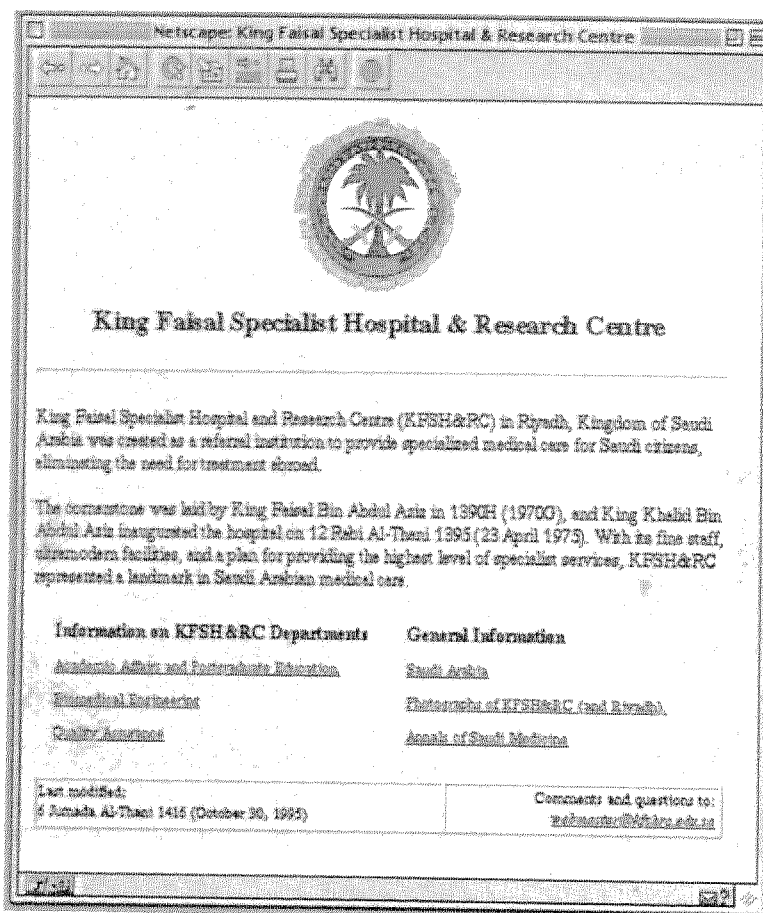 Netscape: King Faisal Specialist Hospital & Research Centre
King Faisal Specialist Hospital & Research Centre
King Faisal Specialist Hospital and Research Centre (KFSH&RC) in Riyadh, Kingdom of Saudi
Arabia was created as a referral institution to provide specialized medical care for Saudi citizens,
eliminating the need for treatment abroad.
The cornerstone was laid by King Faisal Bin Abdul Aziz in 1390H (1970G), and King Khalid Bin
Abdul Aziz inaugurated the hospital on 12 Rabi Al-Thani 1395 (23 April 1975). With its fine staff,
ultramodern facilities, and a plan for providing the highest level of specialist services, KFSH&RC
represented a landmark in Saudi Arabian medical care.
Information on KFSH&RC Departments
General Information
Academic Affairs and Postgraduate Education
Saudi Arabia
Biomedical Engineering
Photographs of KFSH&RC (and Riyadh)
Quality Assurance
Annals of Saudi Medicine
Last modified:
Comments and questions to:
6 Jumada Al-Thani 1416 (October 30, 1995)